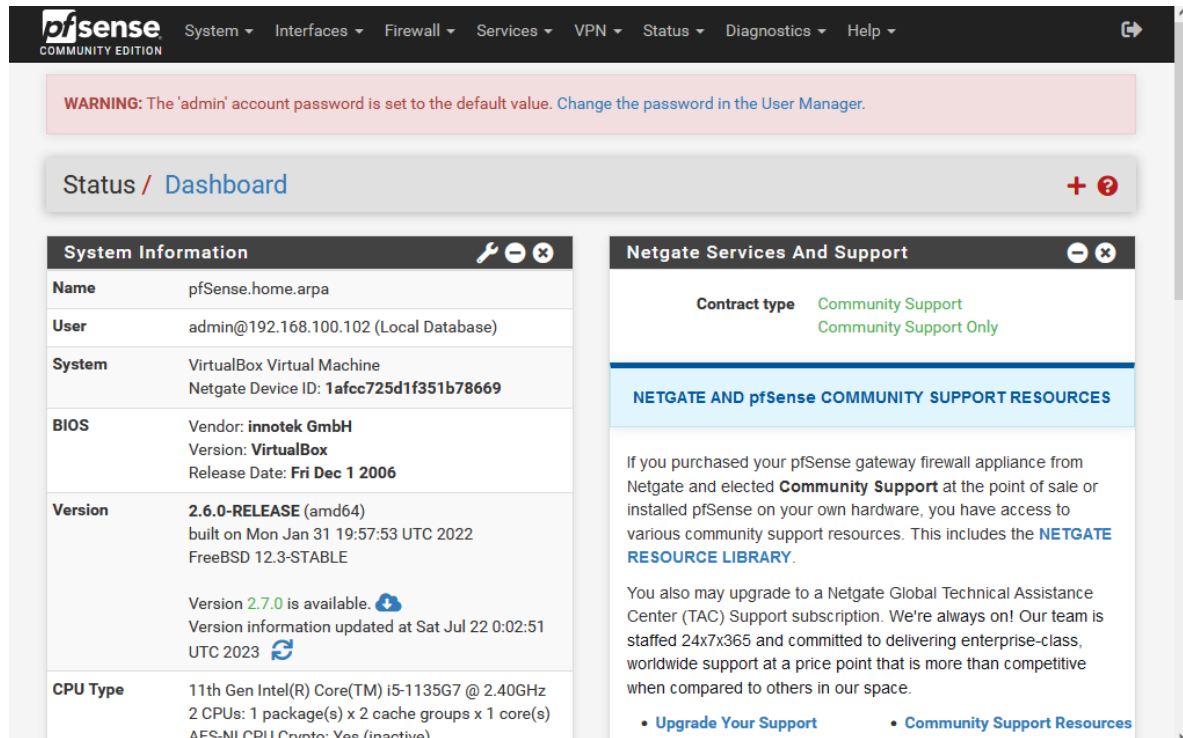 pfsense
COMMUNITY EDITION
System Interfaces Firewall Services VPN Status Diagnostics Help
WARNING: The 'admin' account password is set to the default value. Change the password in the User Manager.
Status / Dashboard
System Information
Name pfSense.home.arpa
User admin@192.168.100.102 (Local Database)
System VirtualBox Virtual Machine
Netgate Device ID: 1afcc725d1f351b78669
BIOS Vendor: innotek GmbH
Version: VirtualBox
Release Date: Fri Dec 1 2006
Version 2.6.0-RELEASE (amd64)
built on Mon Jan 31 19:57:53 UTC 2022
FreeBSD 12.3-STABLE
Version 2.7.0 is available.
Version information updated at Sat Jul 22 0:02:51
UTC 2023
CPU Type 11th Gen Intel(R) Core(TM) i5-1135G7 @ 2.40GHz
2 CPUs: 1 package(s) x 2 cache groups x 1 core(s)
AES-NI CPU Crypto: Yes (inactive)
Netgate Services And Support
Contract type Community Support
Community Support Only
NETGATE AND pfSense COMMUNITY SUPPORT RESOURCES
If you purchased your pfSense gateway firewall appliance from
Netgate and elected Community Support at the point of sale or
installed pfSense on your own hardware, you have access to
various community support resources. This includes the NETGATE
RESOURCE LIBRARY.
You also may upgrade to a Netgate Global Technical Assistance
Center (TAC) Support subscription. We're always on! Our team is
staffed 24x7x365 and committed to delivering enterprise-class,
worldwide support at a price point that is more than competitive
when compared to others in our space.
• Upgrade Your Support • Community Support Resources